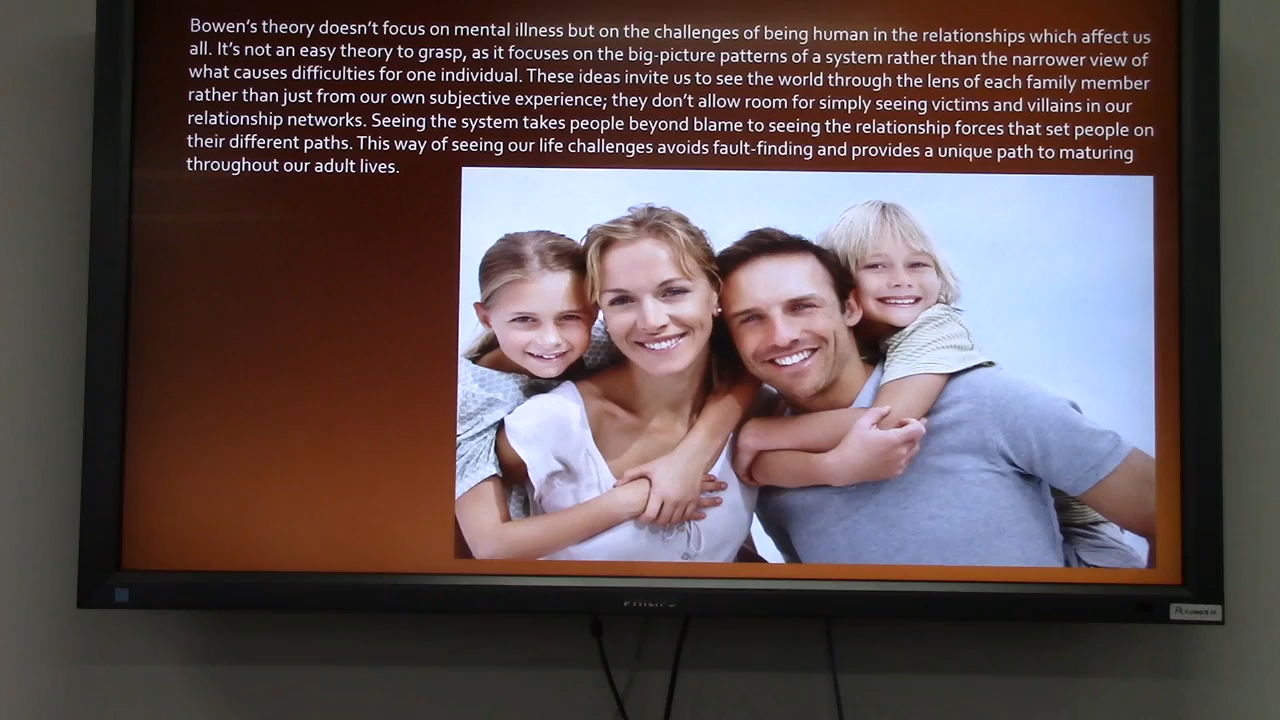 Bowen's theory doesn't focus on mental illness but on the challenges of being human in the relationships which affect us
all. It's not an easy theory to grasp, as it focuses on the big-picture patterns of a system rather than the narrower view of
what causes difficulties for one individual. These ideas invite us to see the world through the lens of each family member
rather than just from our own subjective experience; they don't allow room for simply seeing victims and villains in our
relationship networks. Seeing the system takes people beyond blame to seeing the relationship forces that set people on
their different paths. This way of seeing our life challenges avoids fault-finding and provides a unique path to maturing
throughout our adult lives.
PHILIPS